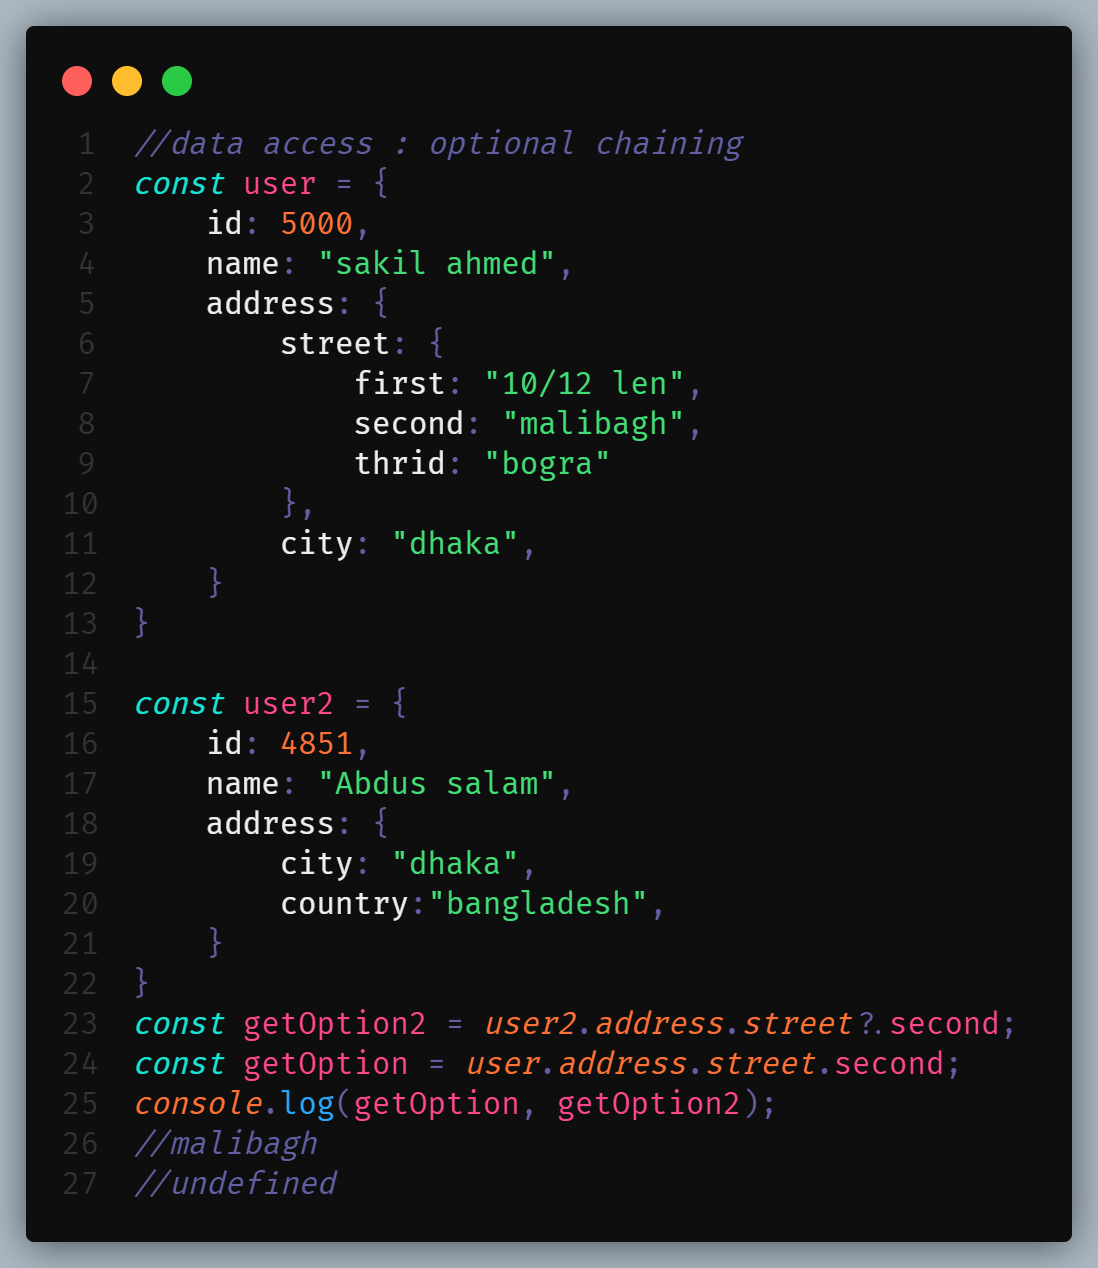 1 //data access : optional chaining
2 const user = {
3     id: 5000,
4     name: "sakil ahmed",
5     address: {
6         street: {
7             first: "10/12 len",
8             second: "malibagh",
9             thrid: "bogra"
10         },
11         city: "dhaka",
12     }
13 }
14
15 const user2 = {
16     id: 4851,
17     name: "Abdus salam",
18     address: {
19         city: "dhaka",
20         country:"bangladesh",
21     }
22 }
23 const getOption2 = user2.address.street?.second;
24 const getOption = user.address.street.second;
25 console.log(getOption, getOption2);
26 //malibagh
27 //undefined